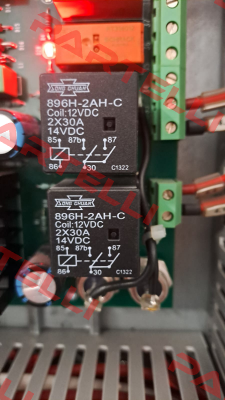 SONG CHUAN
896H-2AH-C
Coil:12VDC
2X30A
14VDC
85 87b 87
86 30 C1322
SONG CHUAN
896H-2AH-C
Coil:12VDC
2X30A
14VDC
85 87b 87
86 30 C1322